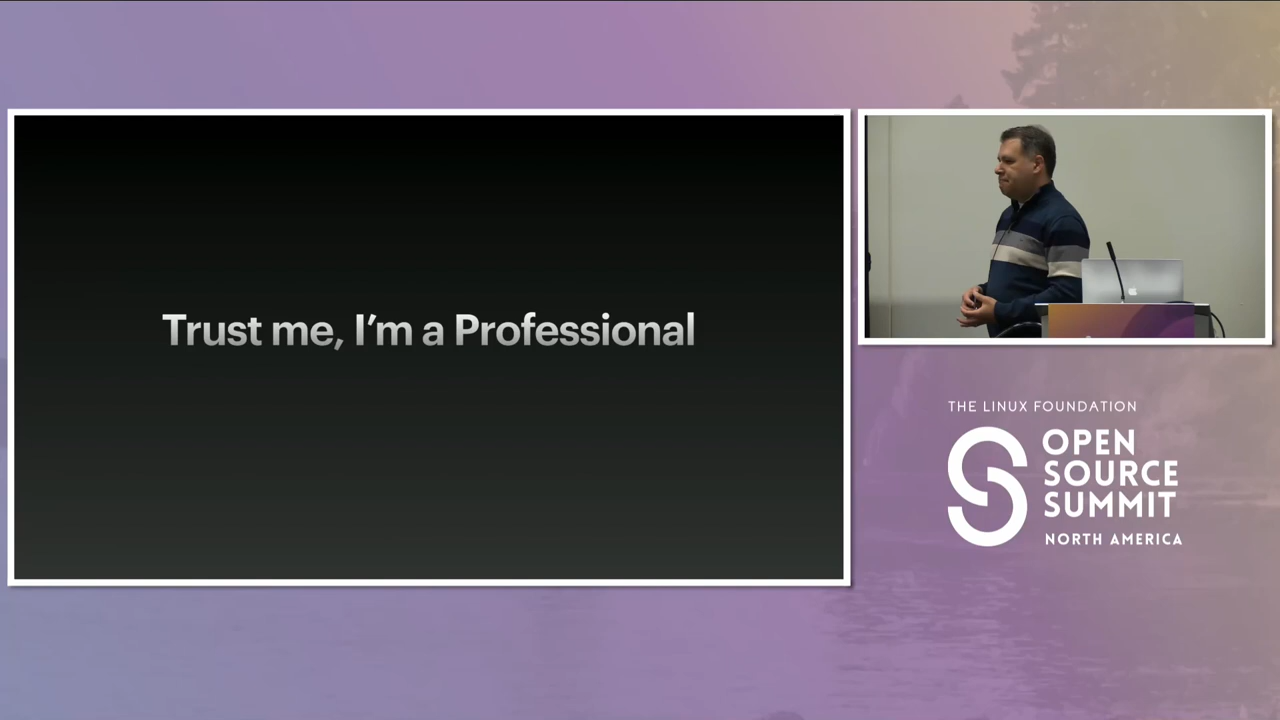 Trust me, I’m a Professional
THE LINUX FOUNDATION
OPEN
SOURCE
SUMMIT
NORTH AMERICA